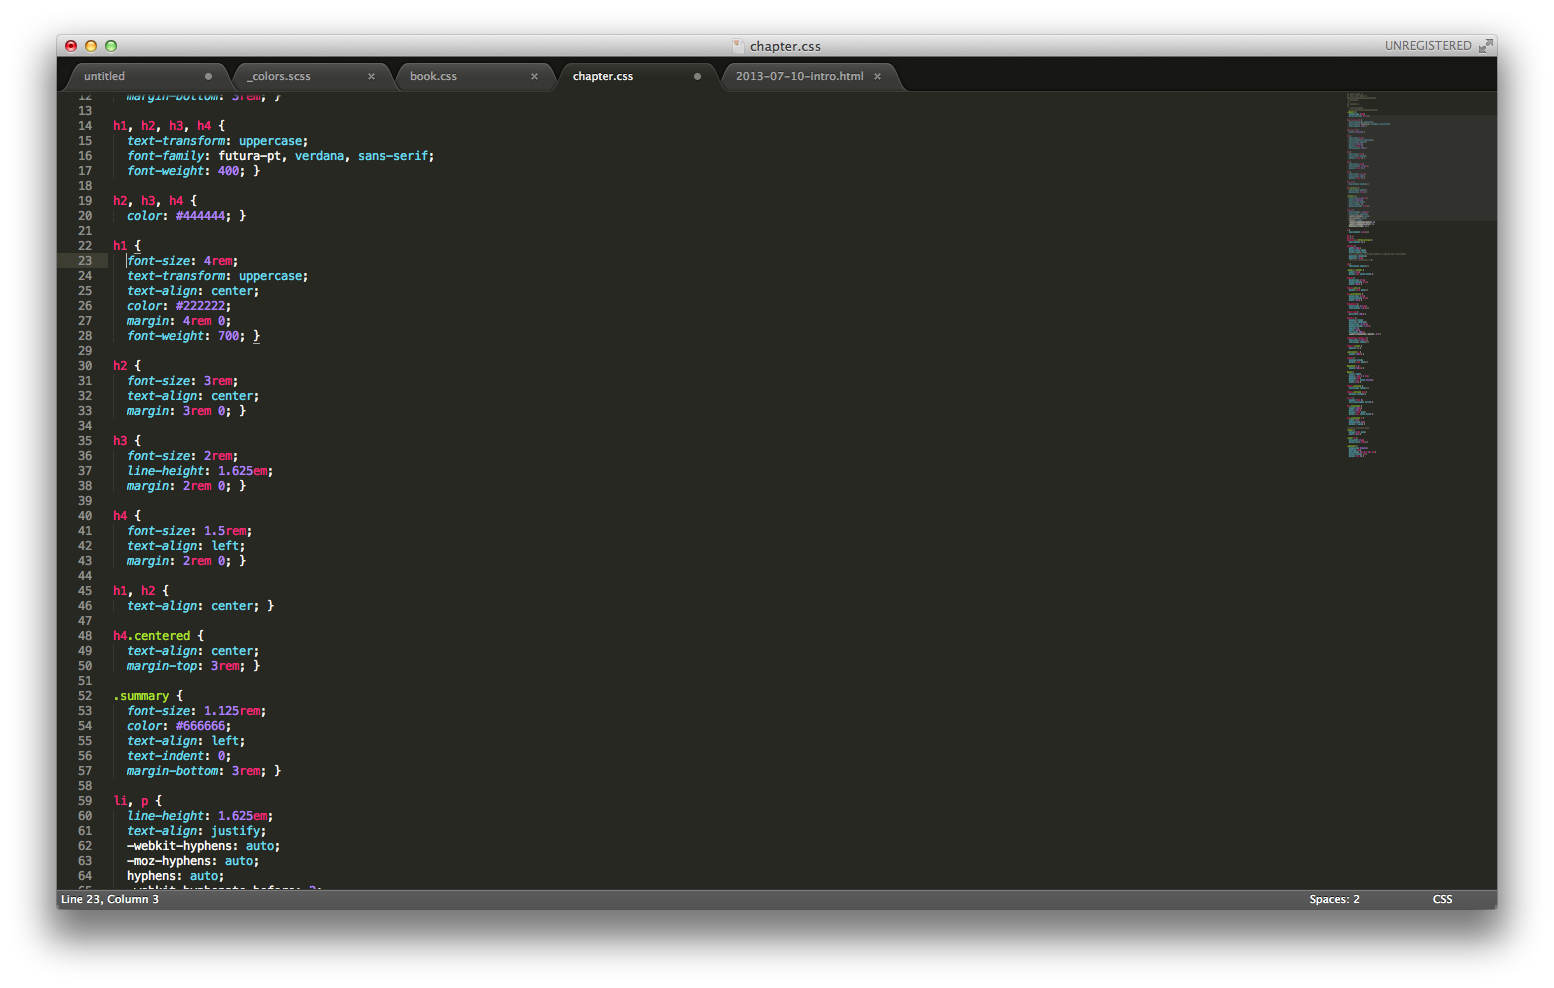 chapter.css
UNREGISTERED
untitled
_colors.scss
book.css
chapter.css
2013-07-10-intro.html
12 margin-bottom: 3rem; }
13
14 h1, h2, h3, h4 {
15 text-transform: uppercase;
16 font-family: futura-pt, verdana, sans-serif;
17 font-weight: 400; }
18
19 h2, h3, h4 {
20 color: #444444; }
21
22 h1 {
23 font-size: 4rem;
24 text-transform: uppercase;
25 text-align: center;
26 color: #222222;
27 margin: 4rem 0;
28 font-weight: 700; }
29
30 h2 {
31 font-size: 3rem;
32 text-align: center;
33 margin: 3rem 0; }
34
35 h3 {
36 font-size: 2rem;
37 line-height: 1.625em;
38 margin: 2rem 0; }
39
40 h4 {
41 font-size: 1.5rem;
42 text-align: left;
43 margin: 2rem 0; }
44
45 h1, h2 {
46 text-align: center; }
47
48 h4.centered {
49 text-align: center;
50 margin-top: 3rem; }
51
52 .summary {
53 font-size: 1.125rem;
54 color: #666666;
55 text-align: left;
56 text-indent: 0;
57 margin-bottom: 3rem; }
58
59 li, p {
60 line-height: 1.625em;
61 text-align: justify;
62 -webkit-hyphens: auto;
63 -moz-hyphens: auto;
64 hyphens: auto;
Line 23, Column 3
Spaces: 2
CSS